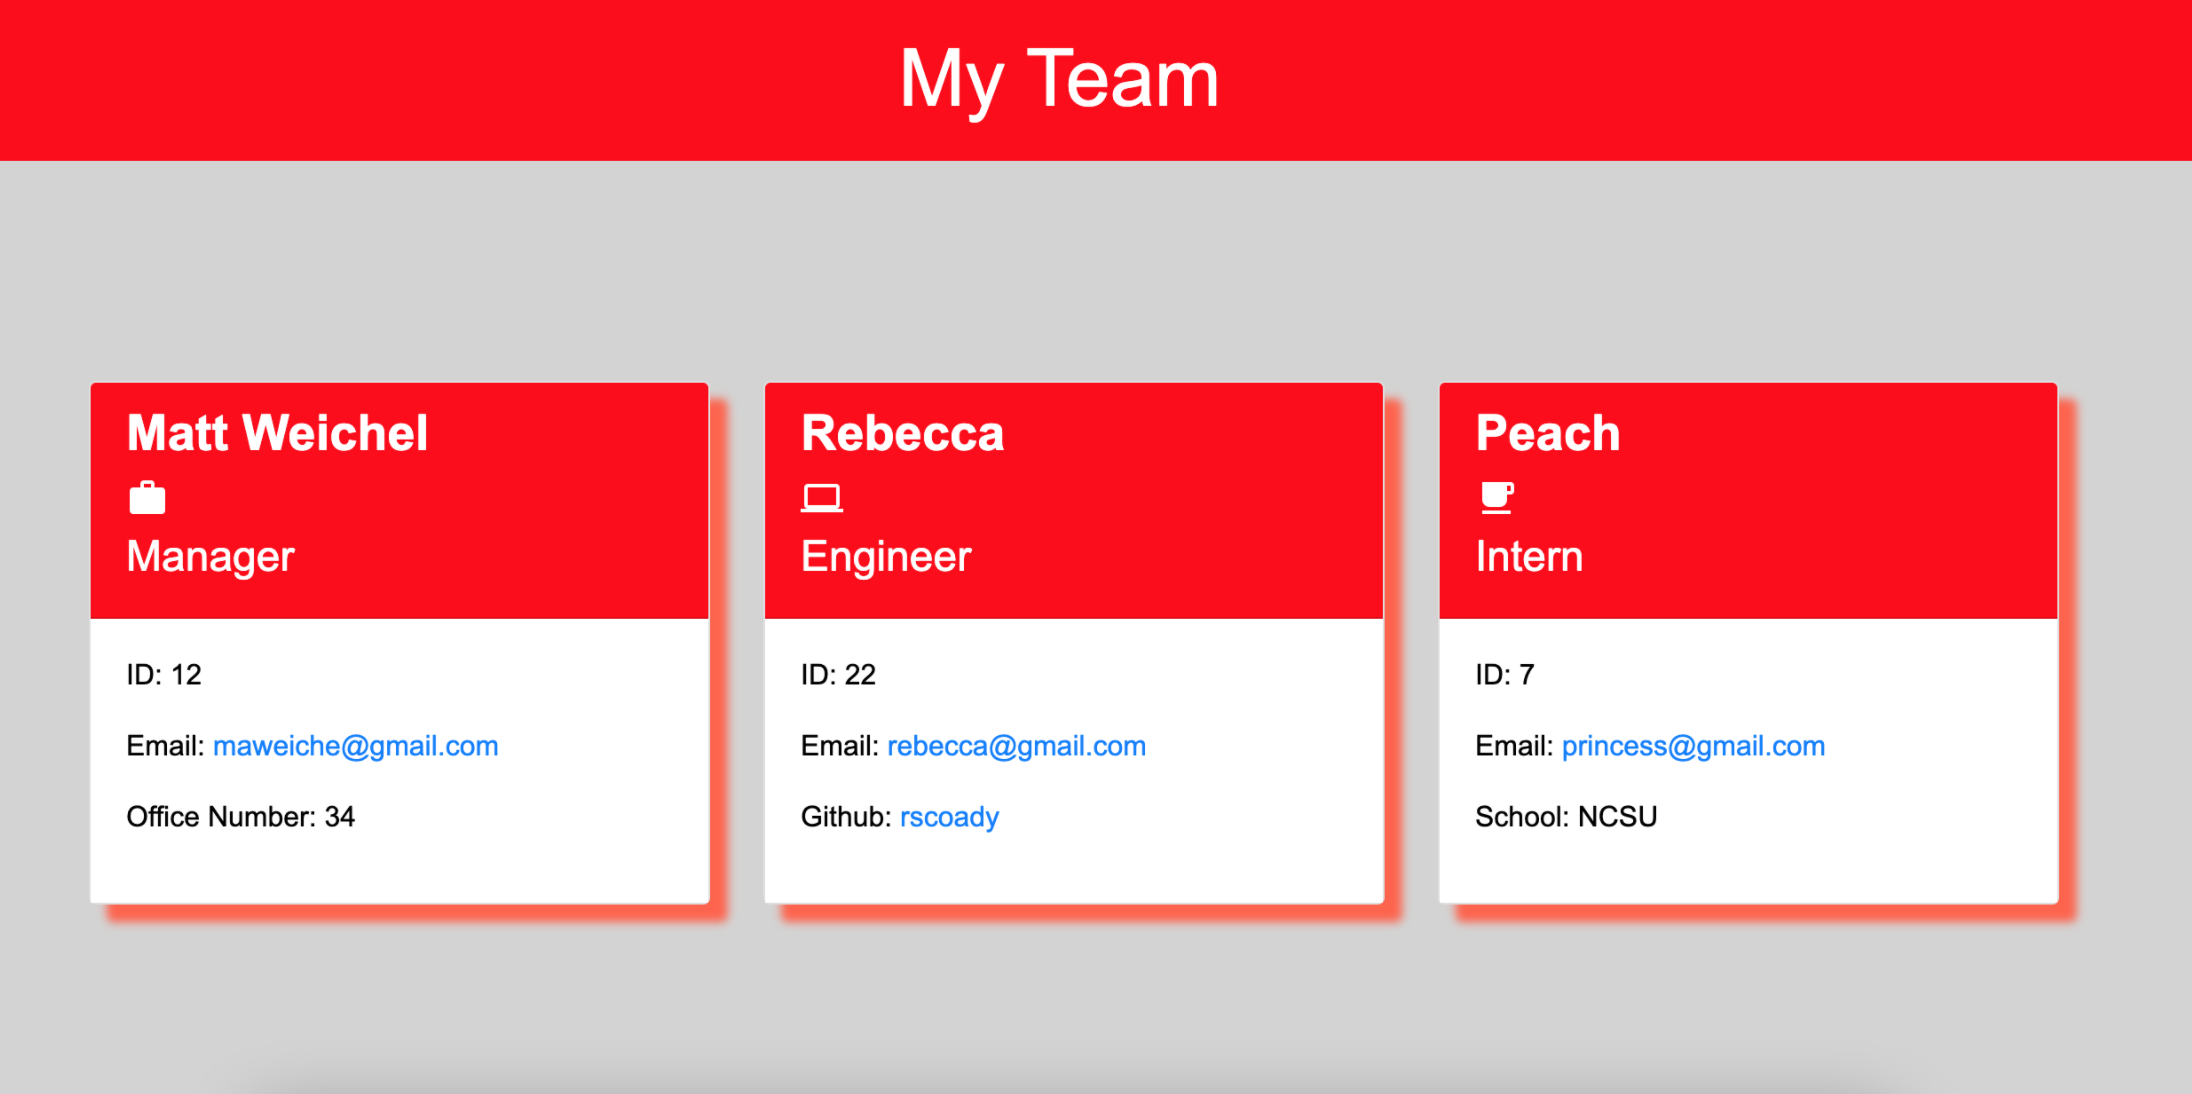 My Team
Matt Weichel
Manager
ID: 12
Email: maweiche@gmail.com
Office Number: 34
Rebecca
Engineer
ID: 22
Email: rebecca@gmail.com
Github: rscoady
Peach
Intern
ID: 7
Email: princess@gmail.com
School: NCSU